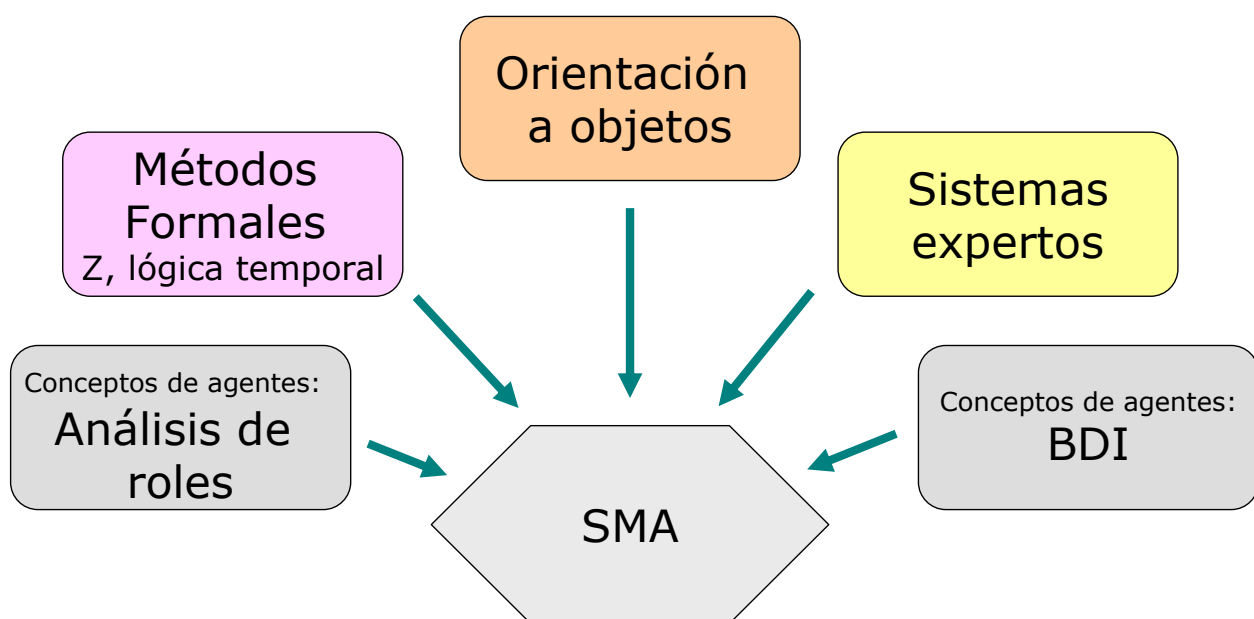 Orientación
a objetos
Métodos
Formales
Z, lógica temporal
Sistemas
expertos
Conceptos de agentes:
Análisis de
roles
Conceptos de agentes:
BDI
SMA